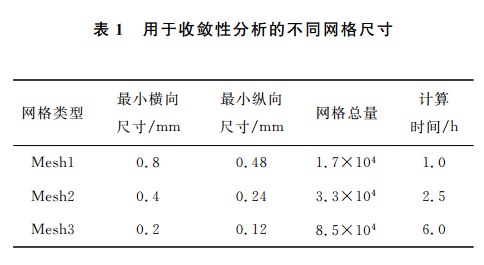 表 1 用于收敛性分析的不同网格尺寸
网格类型 最小横向尺寸/mm 最小纵向尺寸/mm 网格总量 计算时间/h
Mesh1 0.8 0.48 1.7×10⁴ 1.0
Mesh2 0.4 0.24 3.3×10⁴ 2.5
Mesh3 0.2 0.12 8.5×10⁴ 6.0